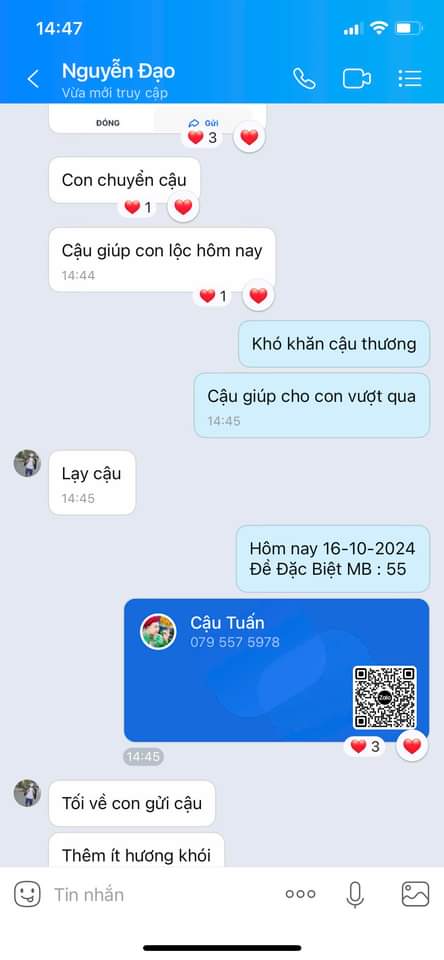 14:47
Nguyễn Đạo
Vừa mới truy cập
ĐÓNG
Gửi
3
Con chuyển cậu
1
Cậu giúp con lộc hôm nay
14:44
1
Khó khăn cậu thương
Cậu giúp cho con vượt qua
14:45
Lạy cậu
14:45
Hôm nay 16-10-2024
Đề Đặc Biệt MB : 55
Cậu Tuấn
079 557 5978
Zalo
3
14:45
Tối về con gửi cậu
Thêm ít hương khói
Tin nhắn